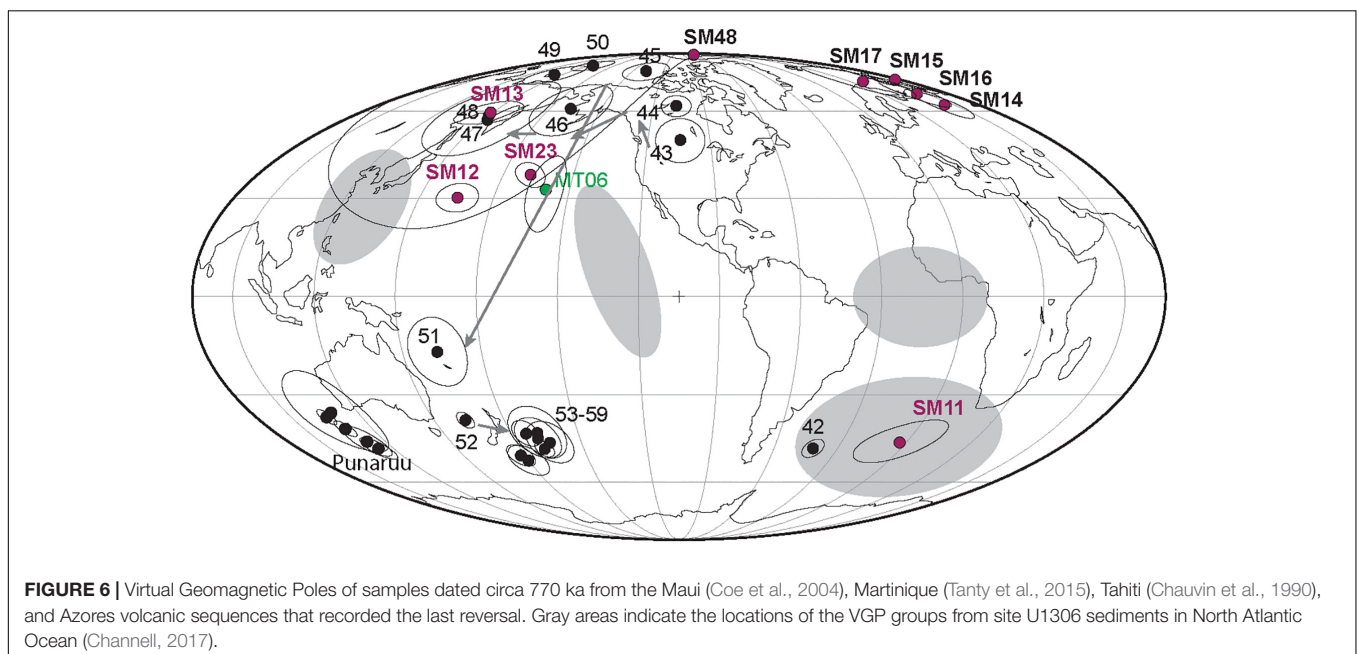 50
SM48
49
45
SM17
SM15
SM16
SM14
SM13
48
47
46
44
43
SM23
SM12
MT06
51
53-59
52
Punaruu
SM11
42
FIGURE 6 | Virtual Geomagnetic Poles of samples dated circa 770 ka from the Maui (Coe et al., 2004), Martinique (Tanty et al., 2015), Tahiti (Chauvin et al., 1990),
and Azores volcanic sequences that recorded the last reversal. Gray areas indicate the locations of the VGP groups from site U1306 sediments in North Atlantic
Ocean (Channell, 2017).